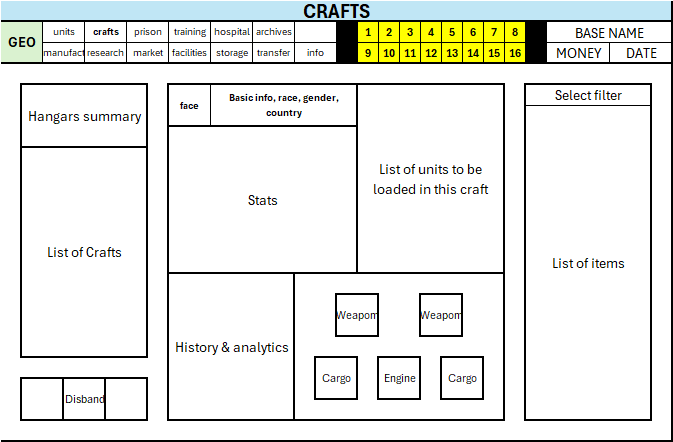 CRAFTS
GEO
units crafts prison training hospital archives
manufact research market facilities storage transfer info
1 2 3 4 5 6 7 8
9 10 11 12 13 14 15 16
BASE NAME
MONEY DATE
Hangars summary
List of Crafts
Disband
face
Basic info, race, gender,
country
Stats
List of units to be
loaded in this craft
History & analytics
Weapom Weapom
Cargo Engine Cargo
Select filter
List of items